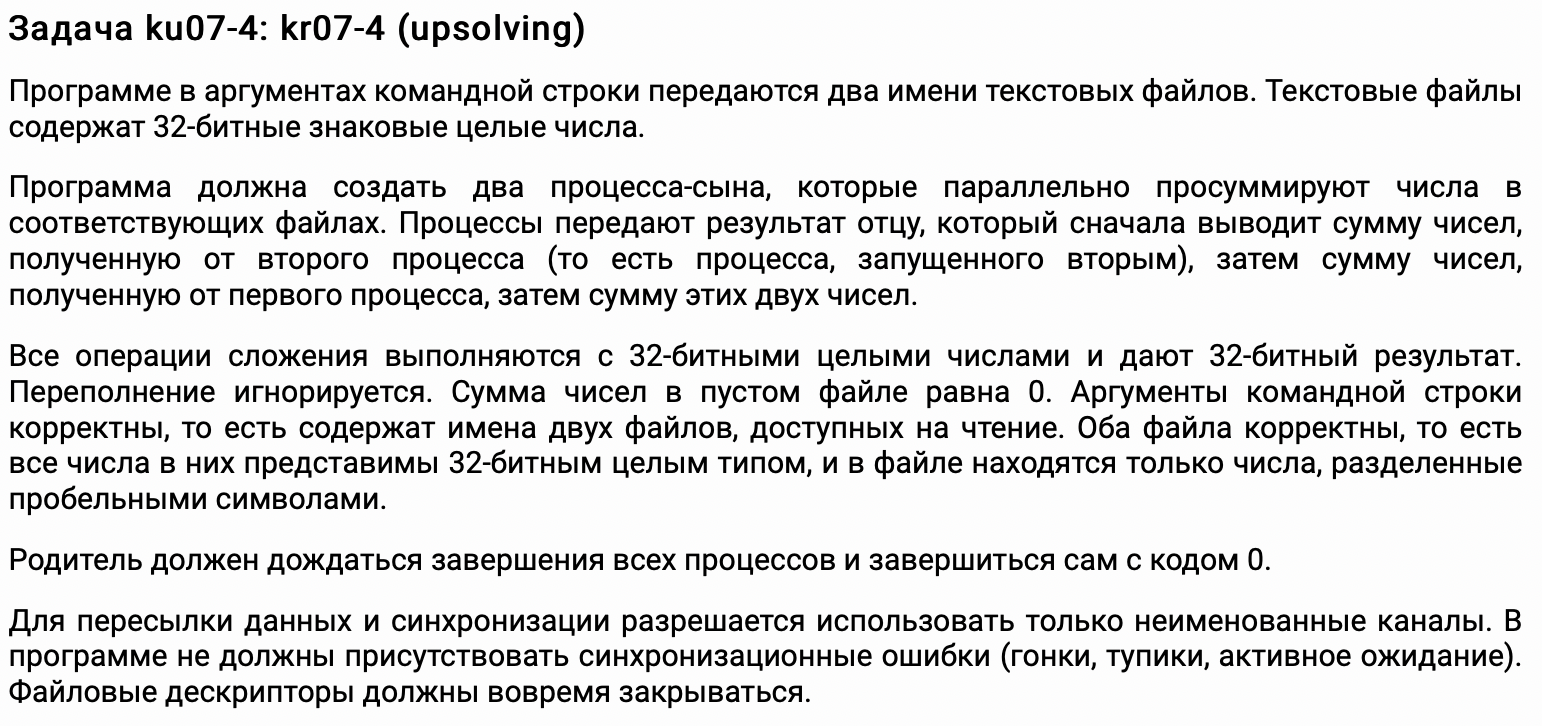 Задача ku07-4: kr07-4 (upsolving)
Программе в аргументах командной строки передаются два имени текстовых файлов. Текстовые файлы
содержат 32-битные знаковые целые числа.
Программа должна создать два процесса-сына, которые параллельно просуммируют числа в
соответствующих файлах. Процессы передают результат отцу, который сначала выводит сумму чисел,
полученную от второго процесса (то есть процесса, запущенного вторым), затем сумму чисел,
полученную от первого процесса, затем сумму этих двух чисел.
Все операции сложения выполняются с 32-битными целыми числами и дают 32-битный результат.
Переполнение игнорируется. Сумма чисел в пустом файле равна 0. Аргументы командной строки
корректны, то есть содержат имена двух файлов, доступных на чтение. Оба файла корректны, то есть
все числа в них представимы 32-битным целым типом, и в файле находятся только числа, разделенные
пробельными символами.
Родитель должен дождаться завершения всех процессов и завершиться сам с кодом 0.
Для пересылки данных и синхронизации разрешается использовать только неименованные каналы. В
программе не должны присутствовать синхронизационные ошибки (гонки, тупики, активное ожидание).
Файловые дескрипторы должны вовремя закрываться.